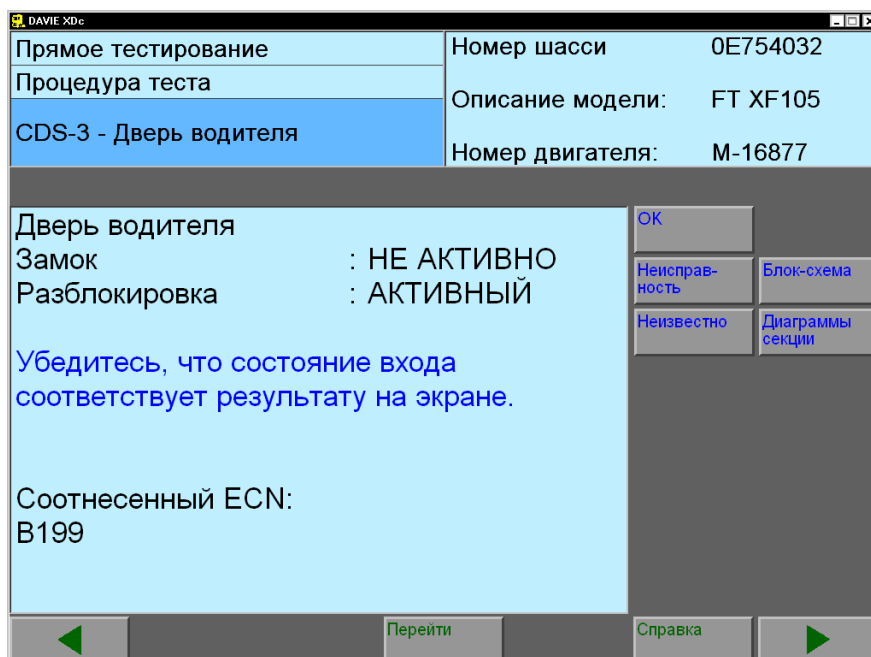 DAVIE XDc
Прямое тестирование
Процедура теста
CDS-3 - Дверь водителя
Номер шасси 0E754032
Описание модели: FT XF105
Номер двигателя: M-16877
Дверь водителя
Замок : НЕ АКТИВНО
Разблокировка : АКТИВНЫЙ
Убедитесь, что состояние входа
соответствует результату на экране.
Соотнесенный ECN:
B199
OK
Неисправ-
ность
Блок-схема
Неизвестно
Диаграммы
секции
Перейти
Справка